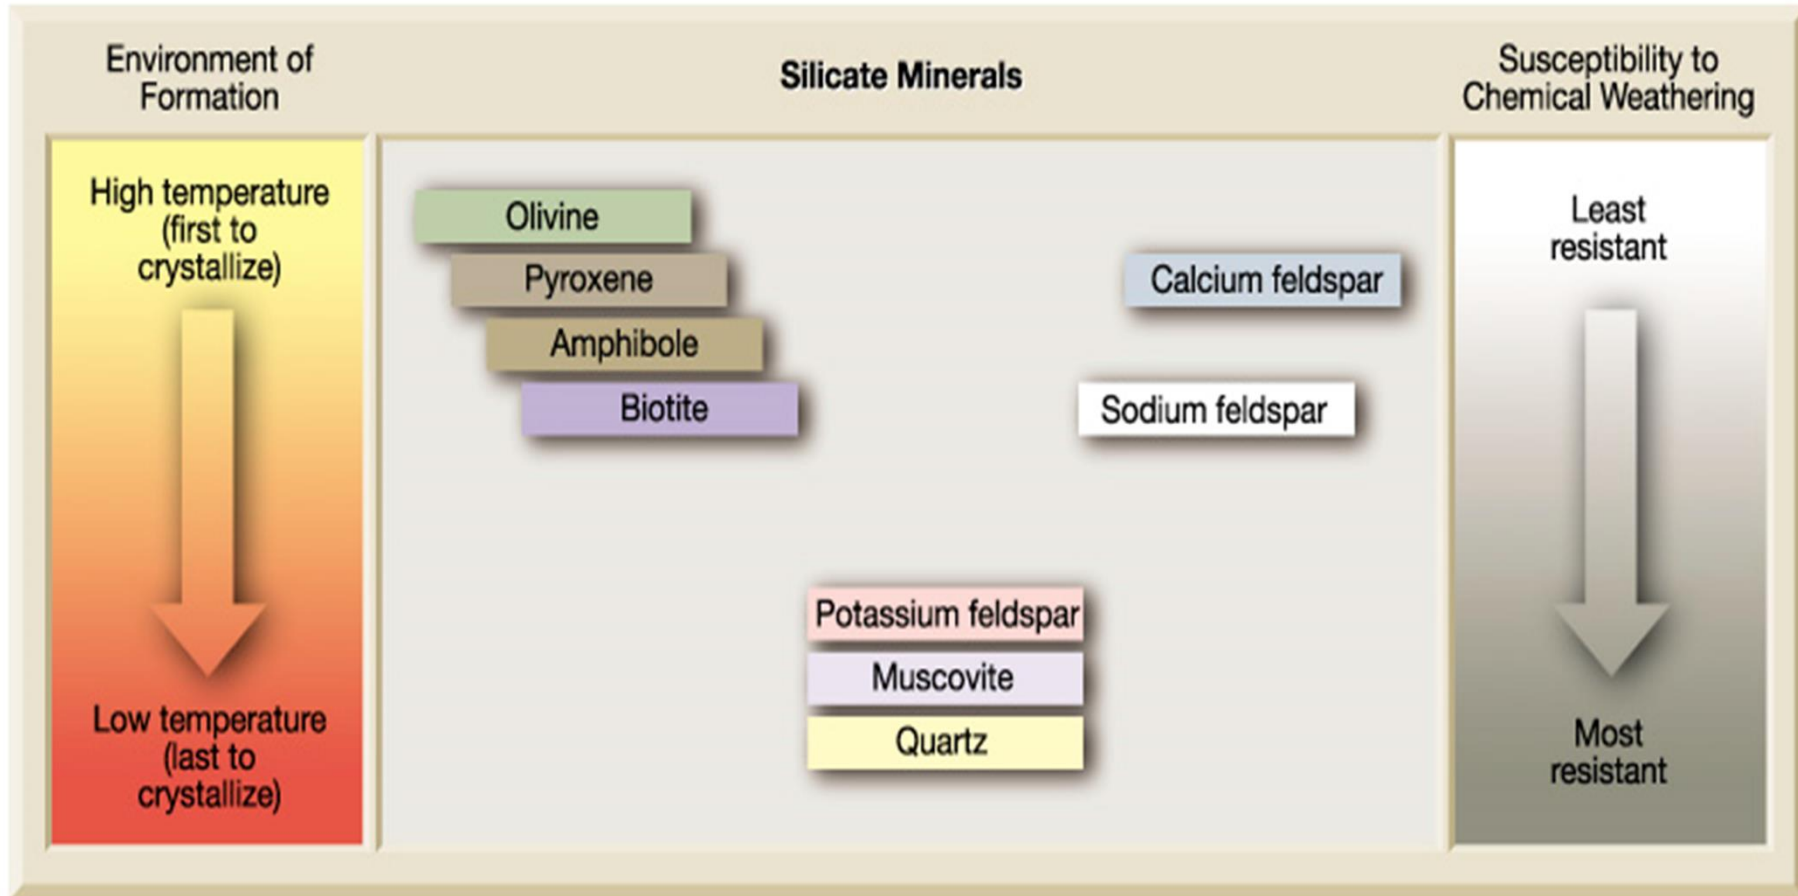 Environment of
Formation
Silicate Minerals
Susceptibility to
Chemical Weathering
High temperature
(first to
crystallize)
Low temperature
(last to
crystallize)
Olivine
Pyroxene
Amphibole
Biotite
Calcium feldspar
Sodium feldspar
Potassium feldspar
Muscovite
Quartz
Least
resistant
Most
resistant